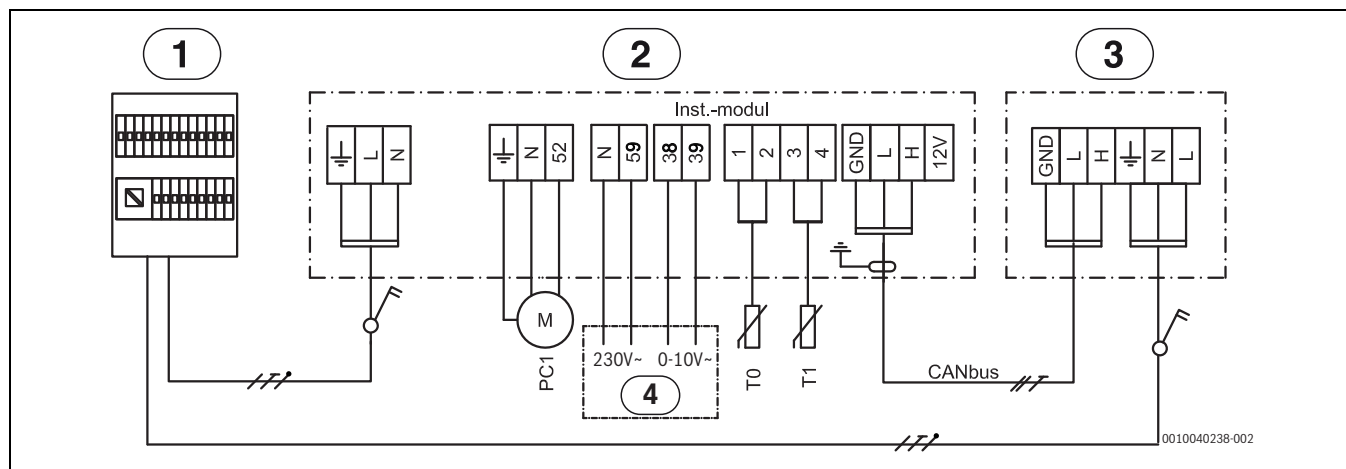 1
2
3
Inst.-modul
L
N
N
52
N
59
38
39
1
2
3
4
GND
L
H
12V
GND
L
H
N
L
M
PC1
230V~
0-10V~
4
T0
T1
CANbus
0010040238-002